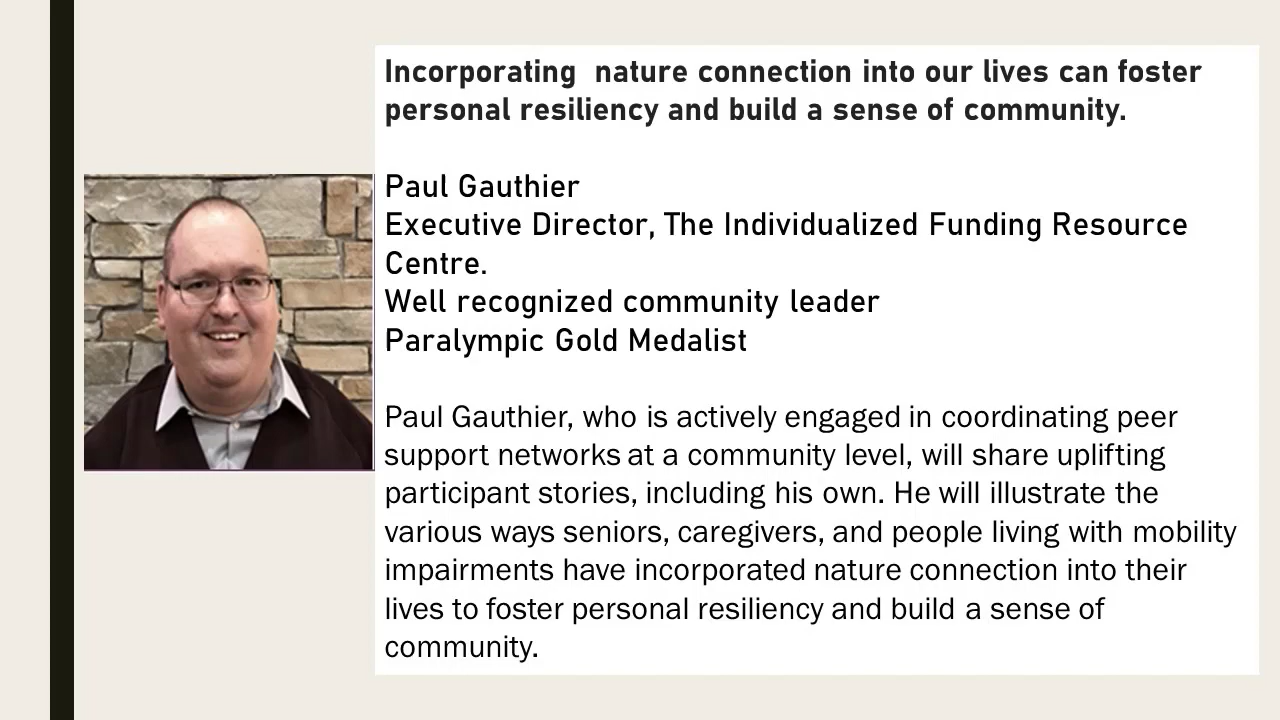 Incorporating  nature connection into our lives can foster
personal resiliency and build a sense of community.
Paul Gauthier
Executive Director, The Individualized Funding Resource
Centre.
Well recognized community leader
Paralympic Gold Medalist
Paul Gauthier, who is actively engaged in coordinating peer
support networks at a community level, will share uplifting
participant stories, including his own. He will illustrate the
various ways seniors, caregivers, and people living with mobility
impairments have incorporated nature connection into their
lives to foster personal resiliency and build a sense of
community.